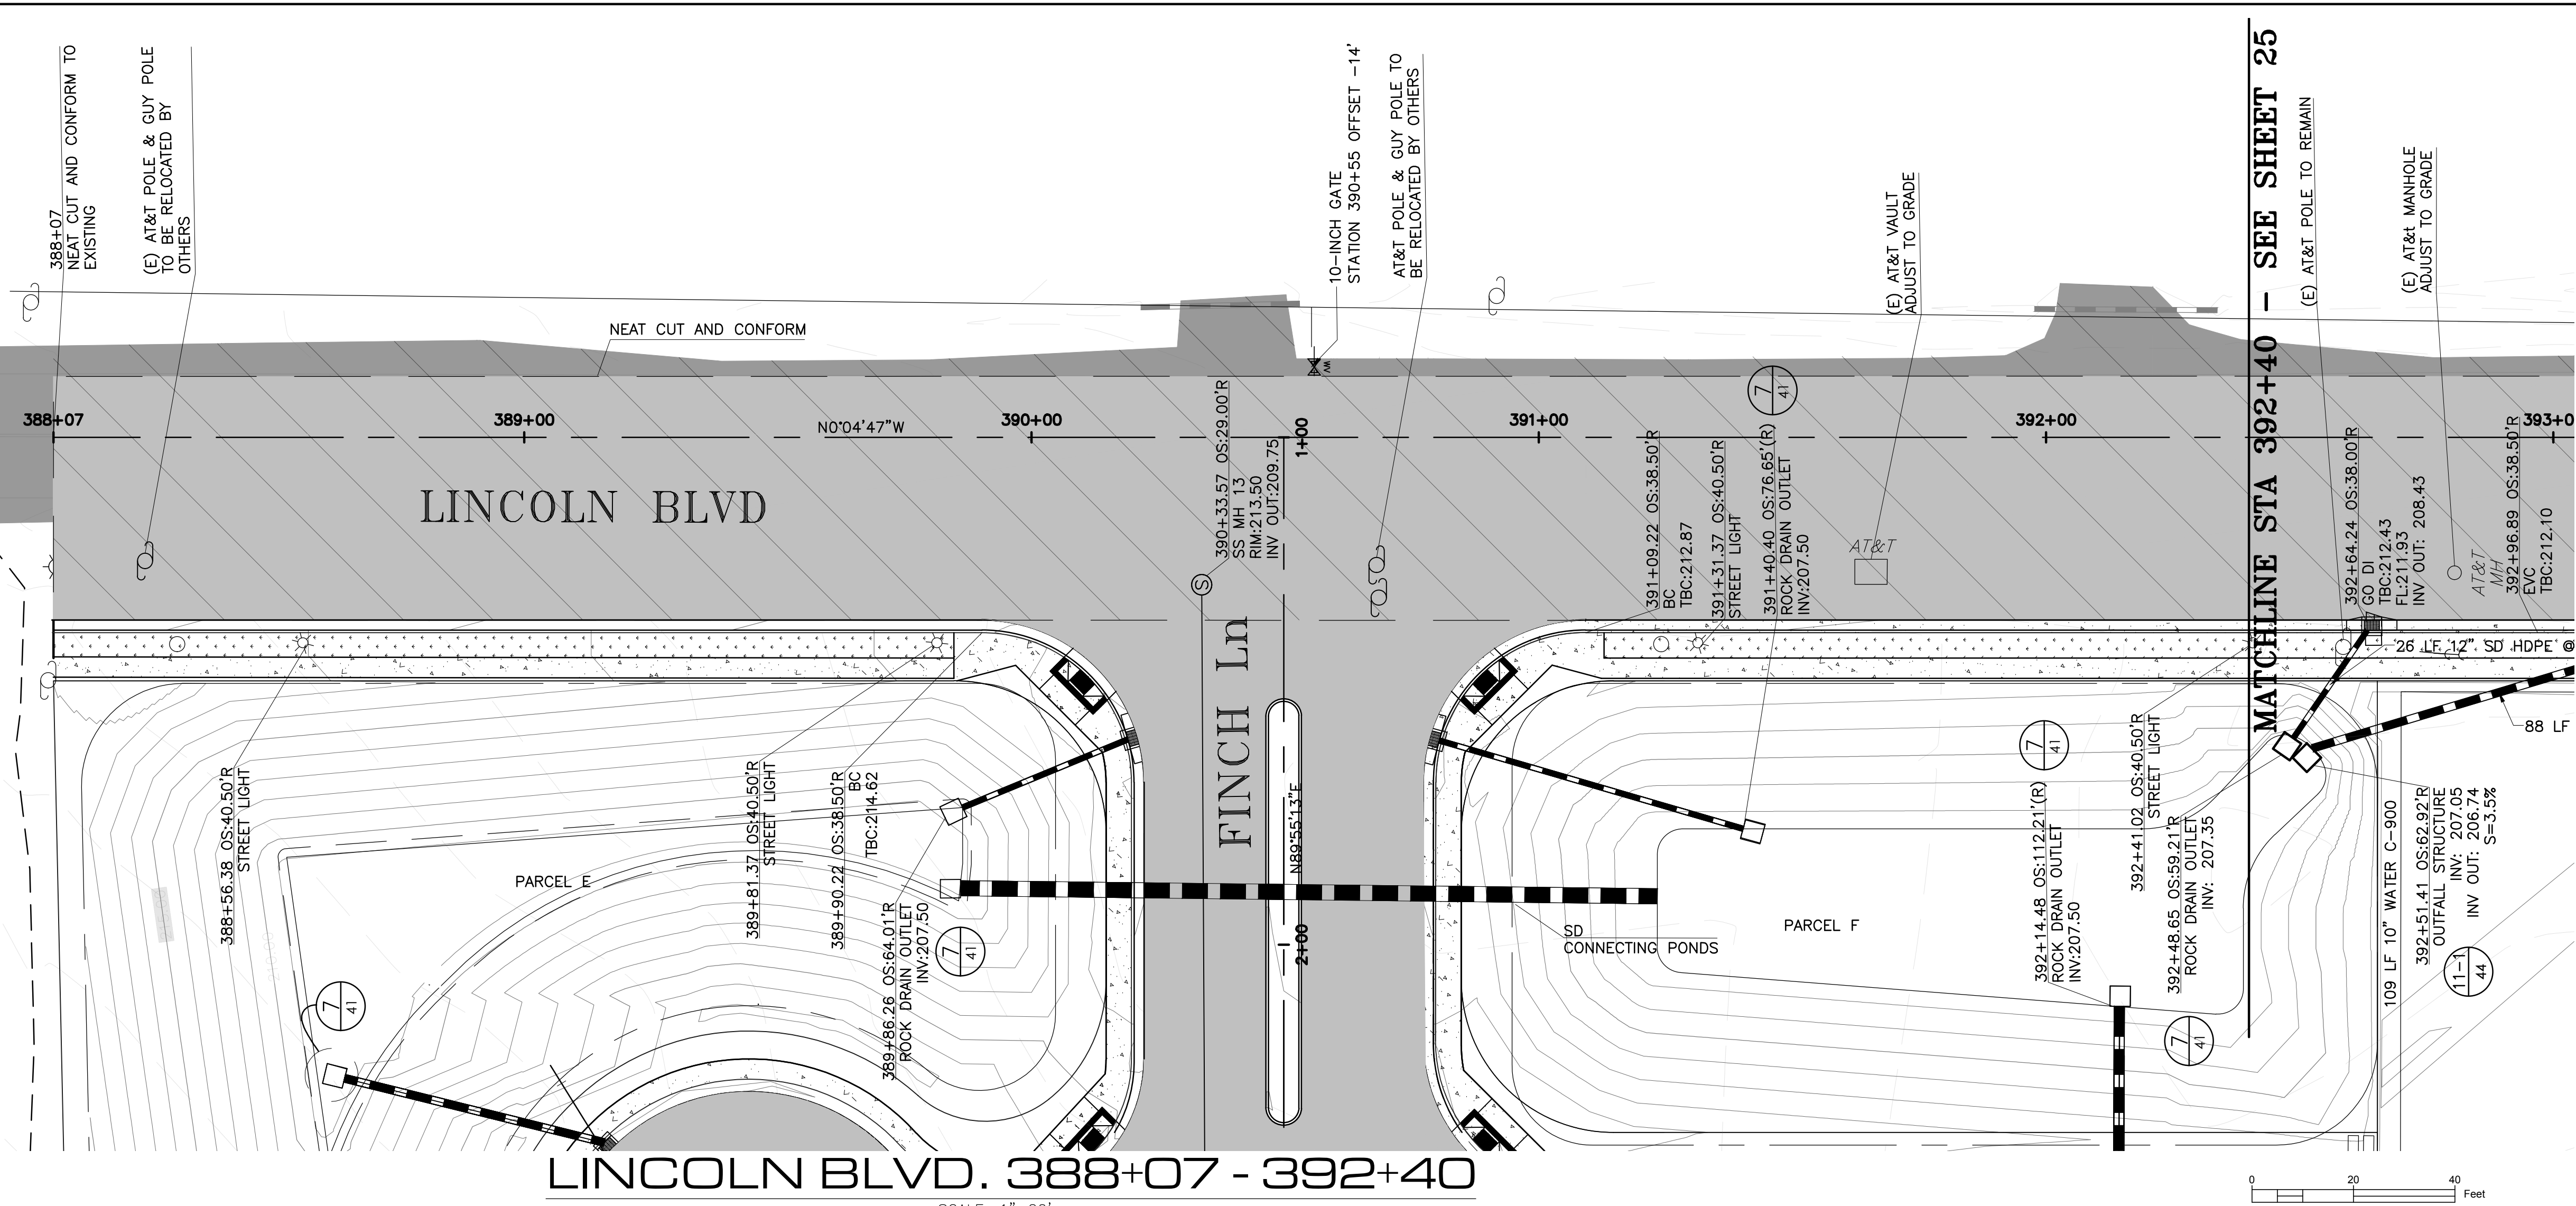 388+07
NEAT CUT AND CONFORM TO
EXISTING
(E) AT&T POLE & GUY POLE
TO BE RELOCATED BY
OTHERS
10-INCH GATE
STATION 390+55 OFFSET -14'
AT&T POLE & GUY POLE TO
BE RELOCATED BY OTHERS
(E) AT&T VAULT
ADJUST TO GRADE
MATCHLINE STA 392+40 - SEE SHEET 25
(E) AT&T POLE TO REMAIN
(E) AT&t MANHOLE
ADJUST TO GRADE
NEAT CUT AND CONFORM
388+07
389+00
N0°04'47"W
390+00
1+00
391+00
392+00
393+0
LINCOLN BLVD
390+33.57 OS:29.00'R
SS MH 13
RIM:213.50
INV OUT:209.75
S
WV
7
41
391+09.22 OS:38.50'R
BC
TBC:212.87
391+31.37 OS:40.50'R
STREET LIGHT
391+40.40 OS:76.65'(R)
ROCK DRAIN OUTLET
INV:207.50
AT&T
392+64.24 OS:38.00'R
GO DI
TBC:212.43
FL:211.93
INV OUT: 208.43
AT&T
MH
392+96.89 OS:38.50'R
EVC
TBC:212.10
26 LF 12" SD HDPE @
88 LF
FINCH Ln
N89°55'13"E
2+00
388+56.38 OS:40.50'R
STREET LIGHT
389+81.37 OS:40.50'R
STREET LIGHT
389+90.22 OS:38.50'R
BC
TBC:214.62
389+86.26 OS:64.01'R
ROCK DRAIN OUTLET
INV:207.50
7
41
PARCEL E
7
41
SD
CONNECTING PONDS
PARCEL F
7
41
392+14.48 OS:112.21'(R)
ROCK DRAIN OUTLET
INV:207.50
392+41.02 OS:40.50'R
STREET LIGHT
392+48.65 OS:59.21'R
ROCK DRAIN OUTLET
INV: 207.35
7
41
109 LF 10" WATER C-900
392+51.41 OS:62.92'R
OUTFALL STRUCTURE
INV: 207.05
INV OUT: 206.74
S=3.5%
11-1
44
LINCOLN BLVD. 388+07 - 392+40
0 20 40
Feet